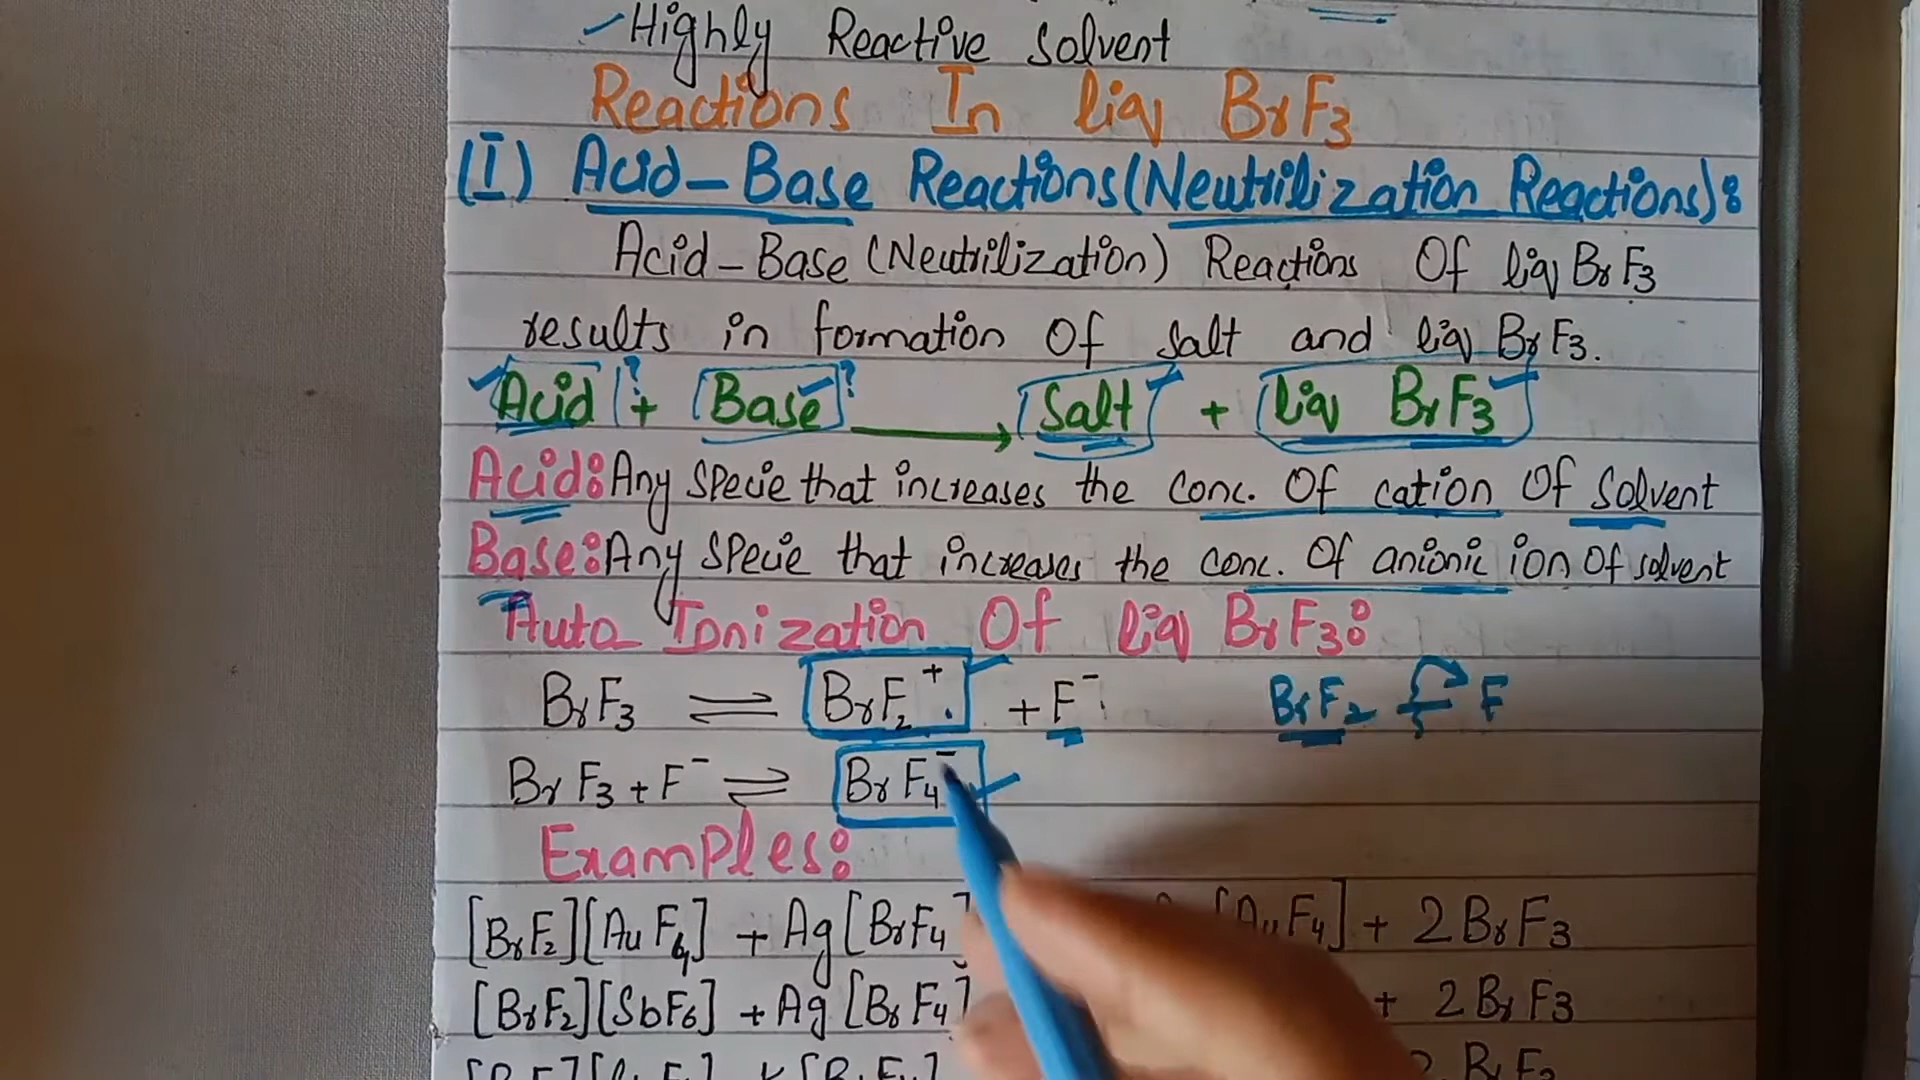 Highly Reactive Solvent
Reactions In liq BrF3
(I) Acid-Base Reactions (Neutrilization Reactions):
Acid-Base (Neutrilization) Reactions Of liq BrF3
results in formation Of Salt and liq BrF3.
Acid ? + Base ? → Salt + liq BrF3
Acid: Any specie that increases the conc. Of cation Of Solvent
Base: Any specie that increases the conc. Of anionic ion Of solvent
Auto Ionization Of liq BrF3:
BrF3 ⇌ BrF2+ + F- BrF2 F
BrF3 + F- ⇌ BrF4-
Examples:
[BrF2][AuF4] + Ag[BrF4 [AuF4] + 2BrF3
[BrF2][SbF6] + Ag[BrF4] + 2BrF3